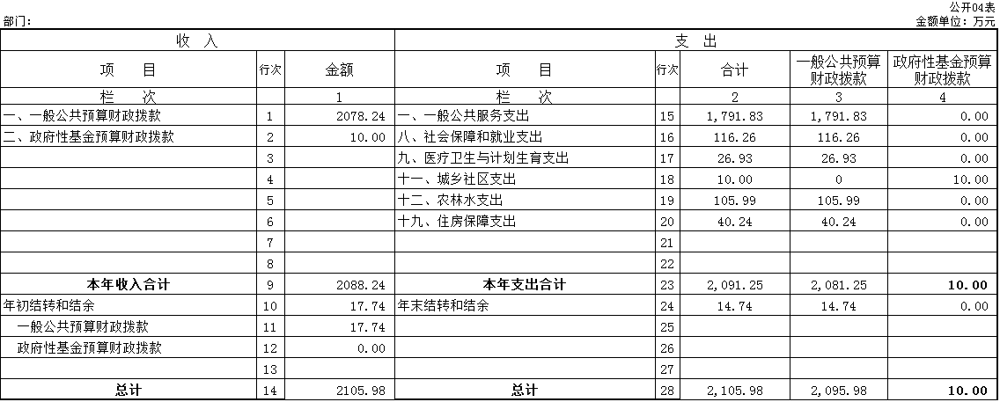 公开04表
部门： 金额单位：万元
收 入 支 出
项 目 行次 金额 项 目 行次 合计 一般公共预算财政拨款 政府性基金预算财政拨款
栏 次 1 栏 次 2 3 4
一、一般公共预算财政拨款 1 2078.24 一、一般公共服务支出 15 1,791.83 1,791.83 0.00
二、政府性基金预算财政拨款 2 10.00 八、社会保障和就业支出 16 116.26 116.26 0.00
3 九、医疗卫生与计划生育支出 17 26.93 26.93 0.00
4 十一、城乡社区支出 18 10.00 0 10.00
5 十二、农林水支出 19 105.99 105.99 0.00
6 十九、住房保障支出 20 40.24 40.24 0.00
7 21
8 22
本年收入合计 9 2088.24 本年支出合计 23 2,091.25 2,081.25 10.00
年初结转和结余 10 17.74 年末结转和结余 24 14.74 14.74 0.00
一般公共预算财政拨款 11 17.74 25
政府性基金预算财政拨款 12 0.00 26
13 27
总计 14 2105.98 总计 28 2,105.98 2,095.98 10.00